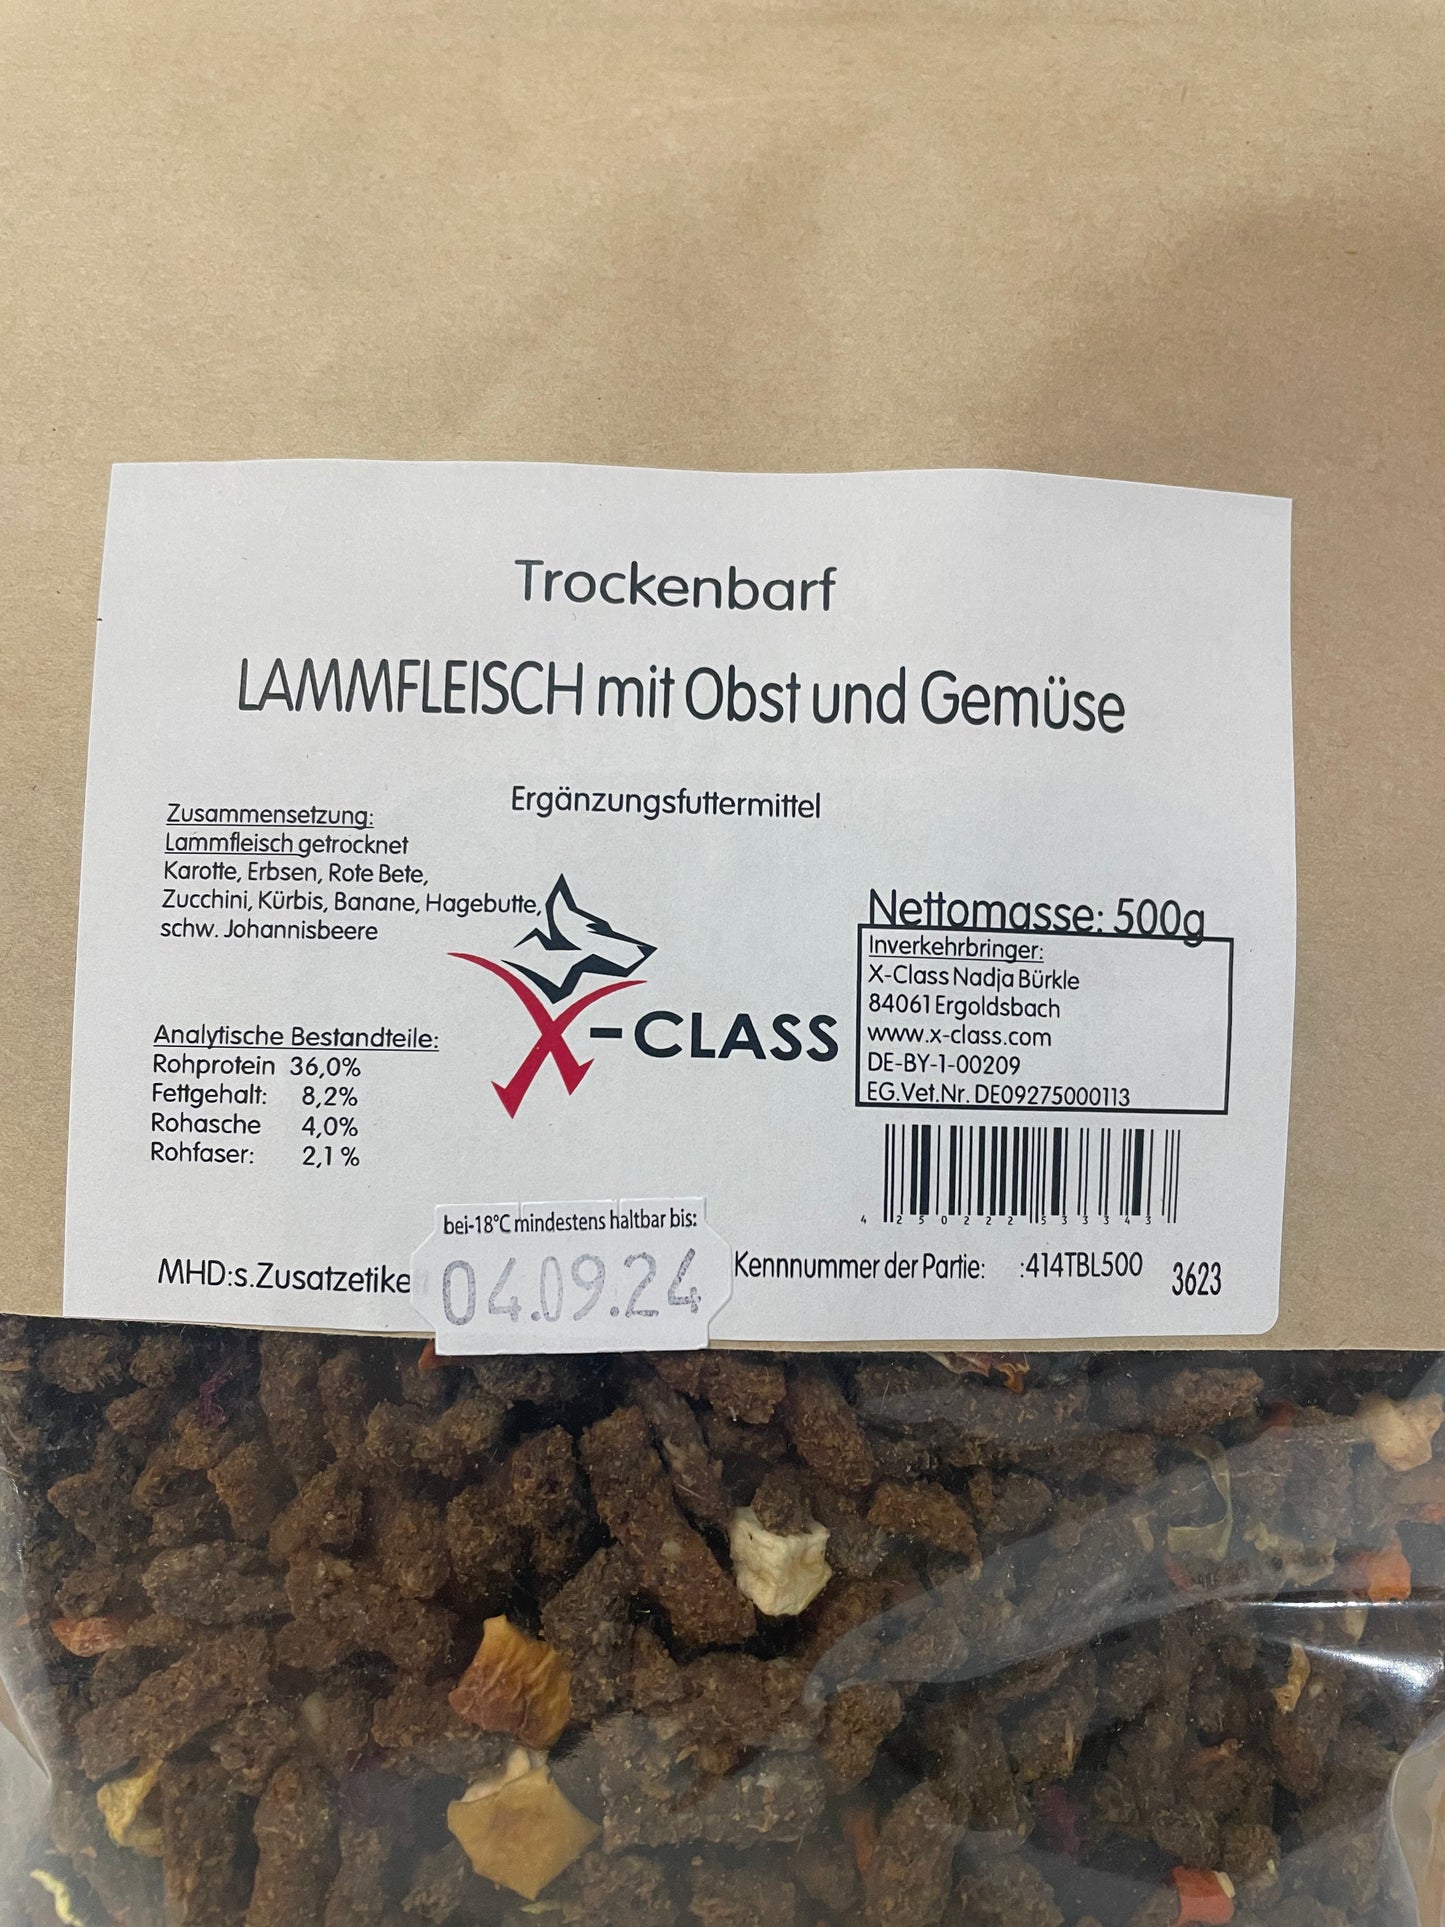 Trockenbarf
LAMMFLEISCH mit Obst und Gemüse
Ergänzungsfuttermittel
Zusammensetzung:
Lammfleisch getrocknet
Karotte, Erbsen, Rote Bete,
Zucchini, Kürbis, Banane, Hagebutte,
schw. Johannisbeere
Analytische Bestandteile:
Rohprotein 36,0%
Fettgehalt: 8,2%
Rohasche 4,0%
Rohfaser: 2,1 %
X-CLASS
Nettomasse: 500g
Inverkehrbringer:
X-Class Nadja Bürkle
84061 Ergoldsbach
www.x-class.com
DE-BY-1-00209
EG.Vet.Nr. DE09275000113
4 250222 533343
MHD:s.Zusatzetike
bei-18°C mindestens haltbar bis:
04.09.24
Kennnummer der Partie: :414TBL500 3623